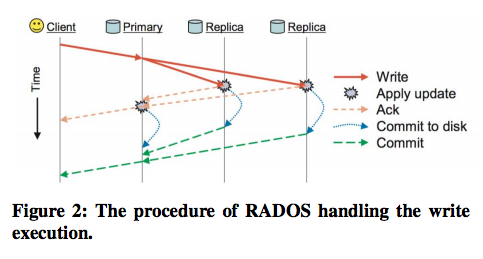 Client Primary Replica Replica
Time
Write
Apply update
Ack
Commit to disk
Commit
Figure 2: The procedure of RADOS handling the write
execution.